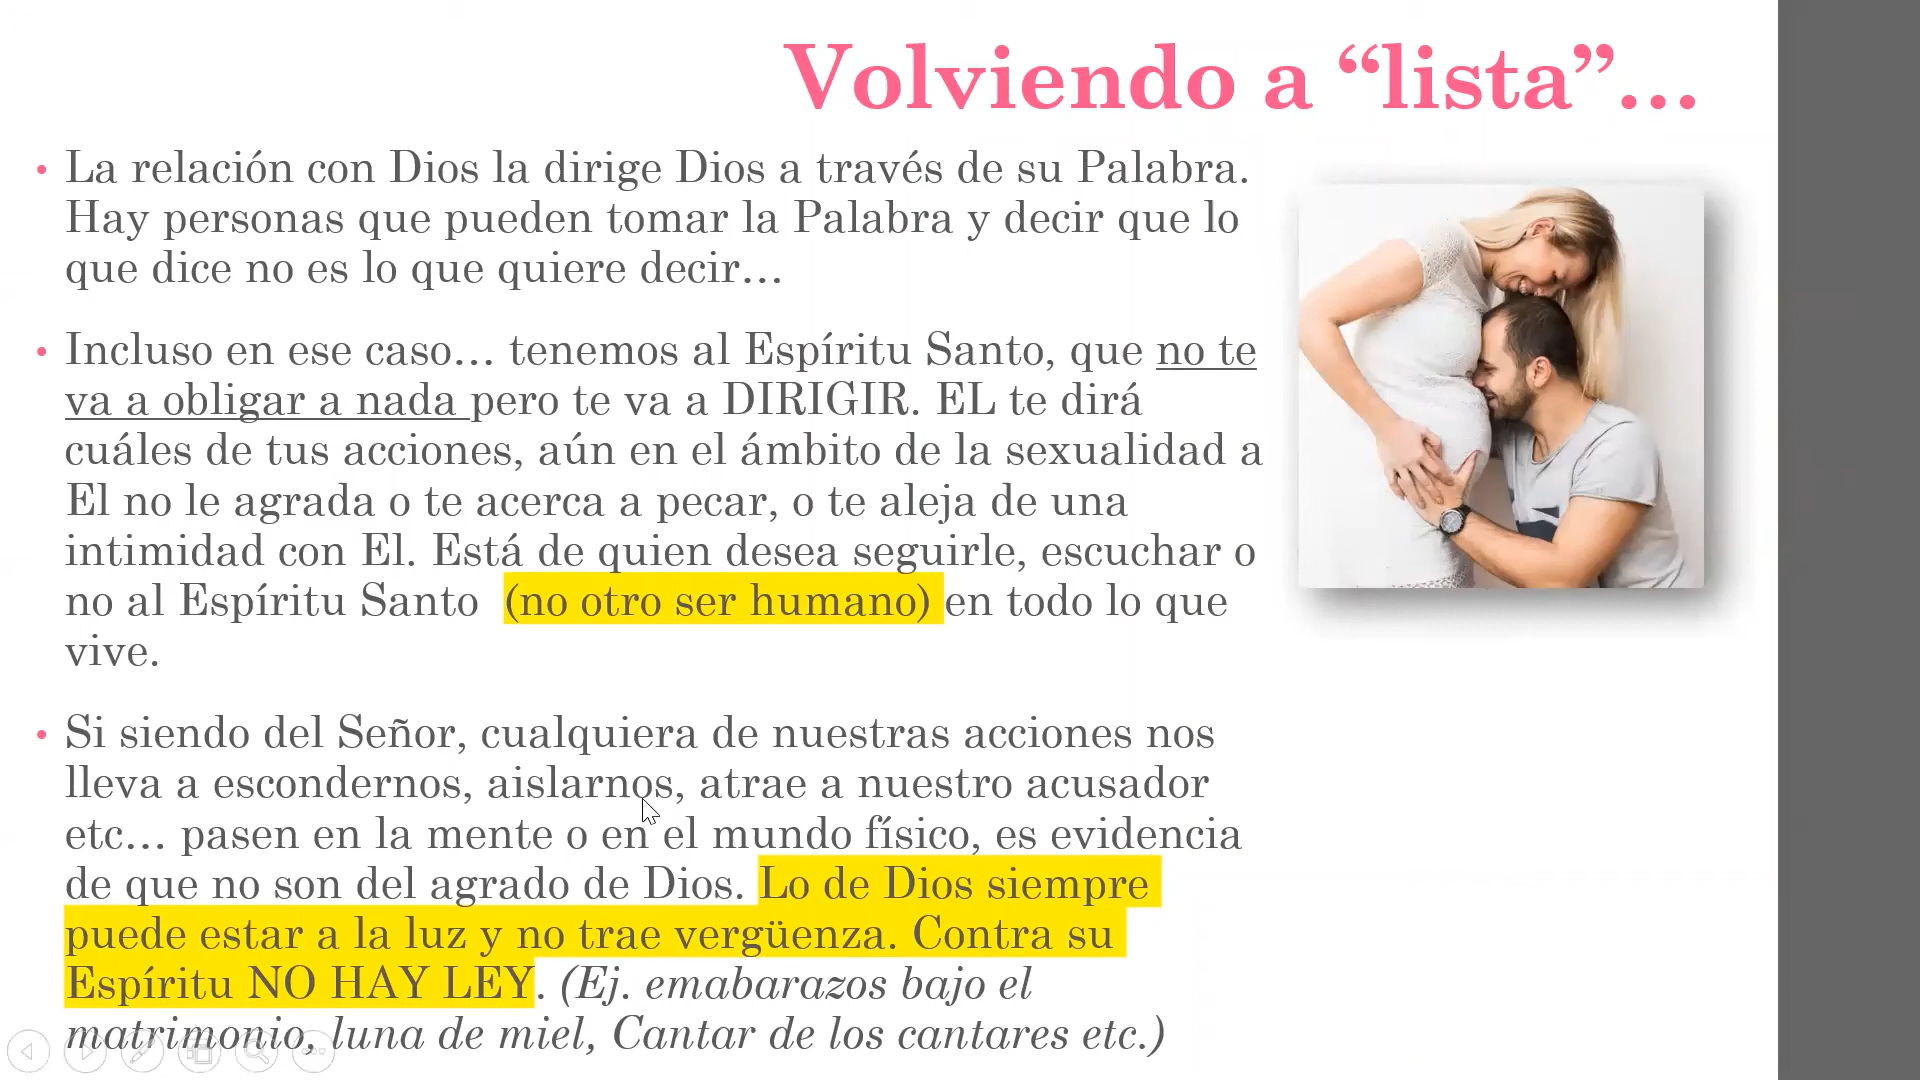 Volviendo a “lista”...
• La relación con Dios la dirige Dios a través de su Palabra.
Hay personas que pueden tomar la Palabra y decir que lo
que dice no es lo que quiere decir...
• Incluso en ese caso... tenemos al Espíritu Santo, que no te
va a obligar a nada pero te va a DIRIGIR. EL te dirá
cuáles de tus acciones, aún en el ámbito de la sexualidad a
El no le agrada o te acerca a pecar, o te aleja de una
intimidad con El. Está de quien desea seguirle, escuchar o
no al Espíritu Santo (no otro ser humano) en todo lo que
vive.
• Si siendo del Señor, cualquiera de nuestras acciones nos
lleva a escondernos, aislarnos, atrae a nuestro acusador
etc... pasen en la mente o en el mundo físico, es evidencia
de que no son del agrado de Dios. Lo de Dios siempre
puede estar a la luz y no trae vergüenza. Contra su
Espíritu NO HAY LEY. (Ej. emabarazos bajo el
matrimonio, luna de miel, Cantar de los cantares etc.)